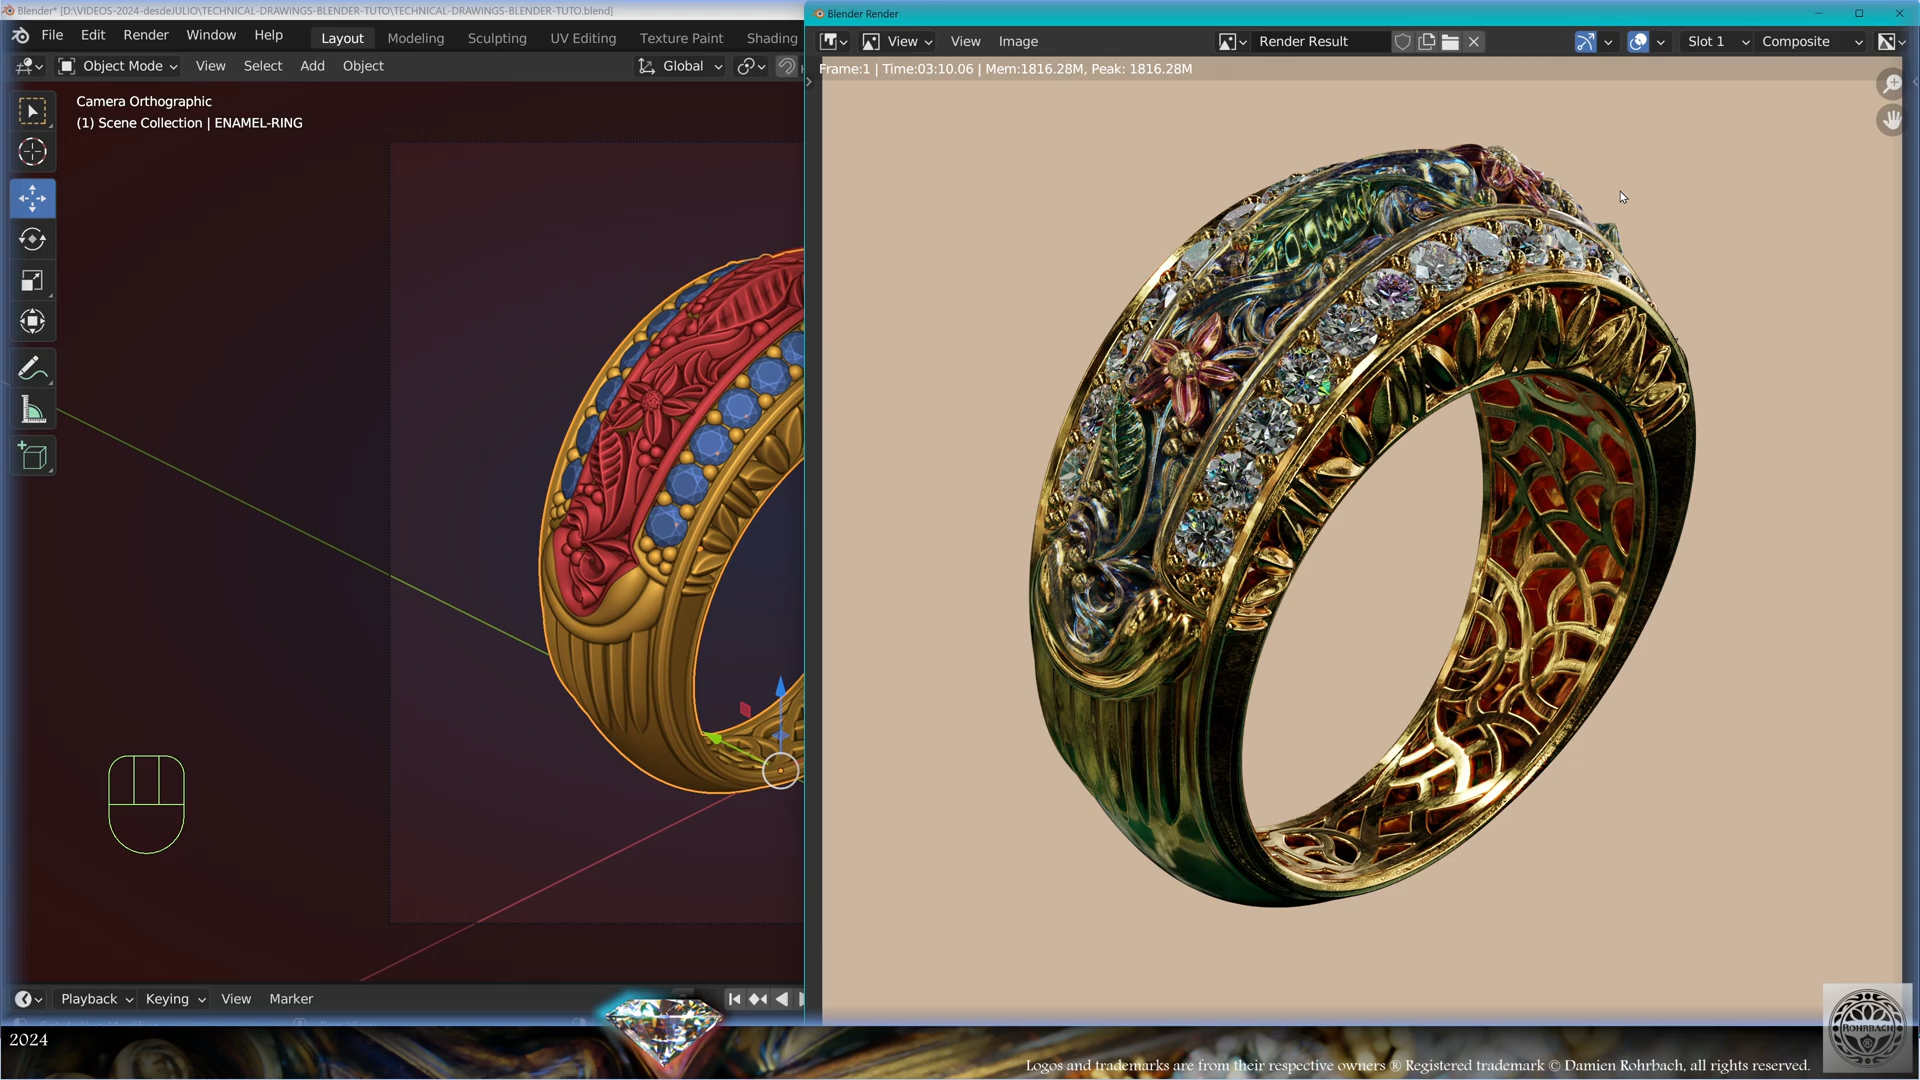 Blender* [D:\VIDEOS-2024-desdeJULIO\TECHNICAL-DRAWINGS-BLENDER-TUTO\TECHNICAL-DRAWINGS-BLENDER-TUTO.blend]
Blender Render
File Edit Render Window Help Layout Modeling Sculpting UV Editing Texture Paint Shading
View View Image Render Result Slot 1 Composite
Object Mode View Select Add Object Global
Frame:1 | Time:03:10.06 | Mem:1816.28M, Peak: 1816.28M
Camera Orthographic
(1) Scene Collection | ENAMEL-RING
Playback Keying View Marker
2024
ROHRBACH
®
Logos and trademarks are from their respective owners ® Registered trademark © Damien Rohrbach, all rights reserved.